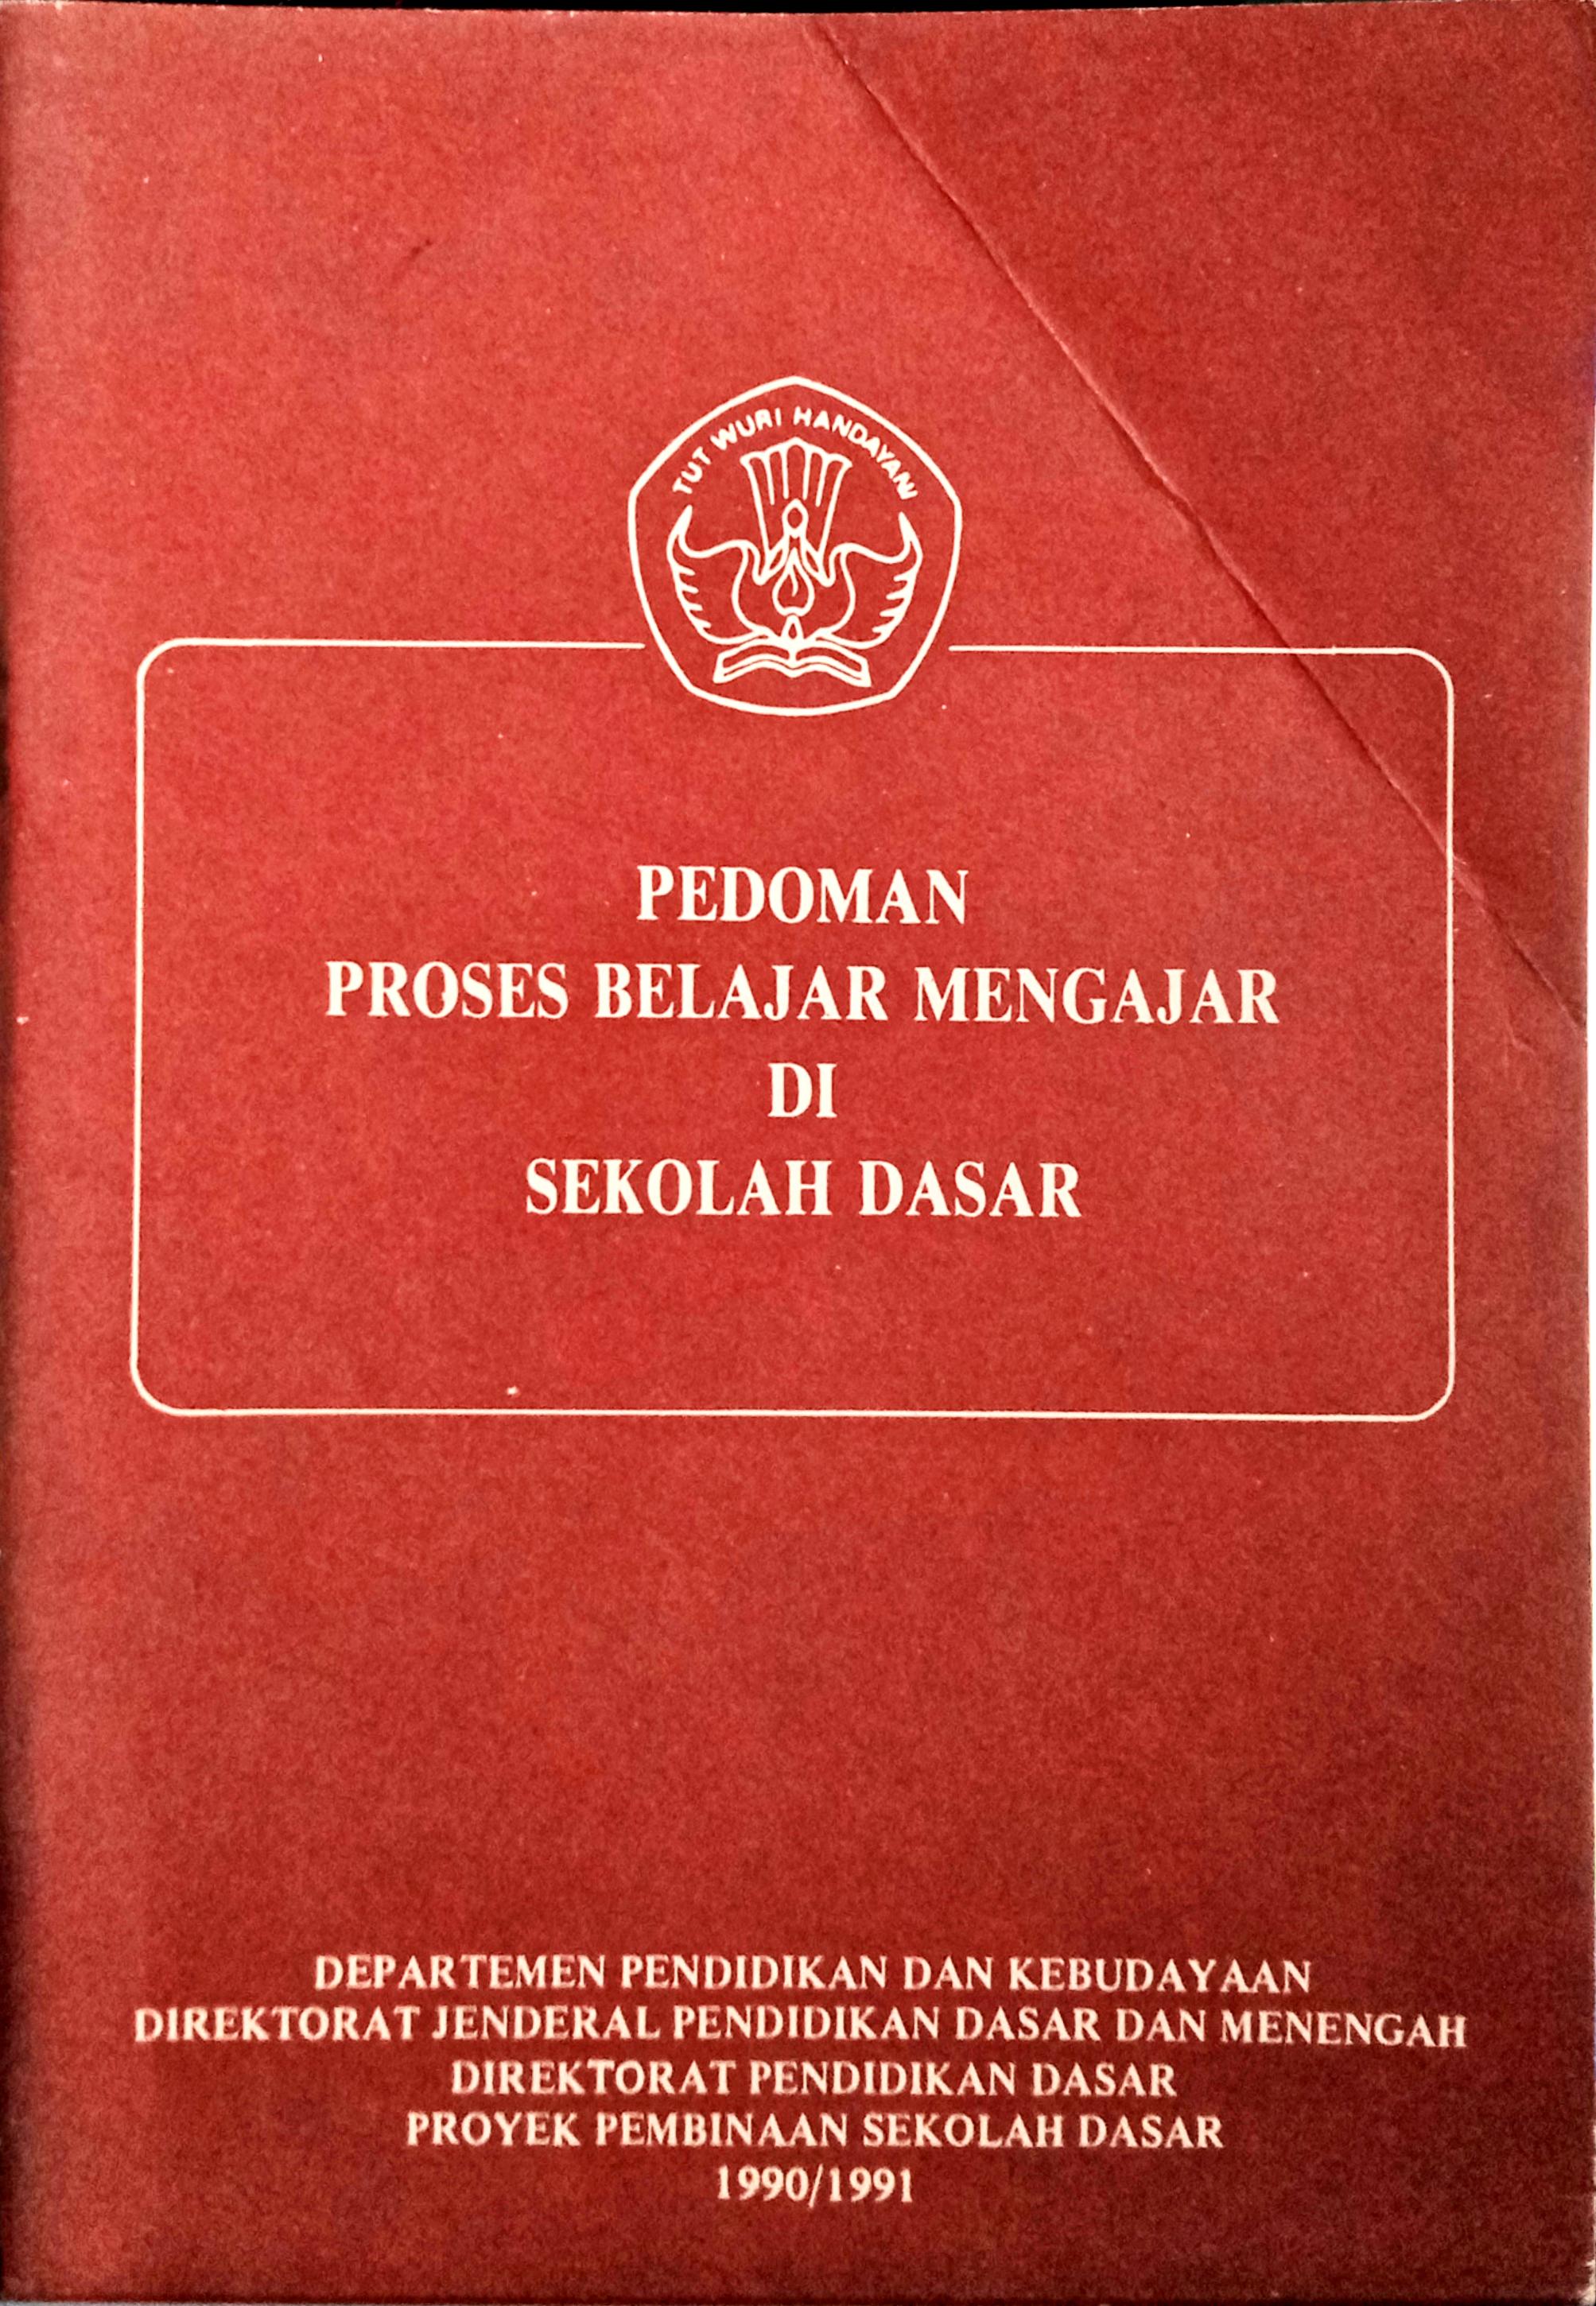 TUT WURI HANDAYANI
PEDOMAN
PROSES BELAJAR MENGAJAR
DI
SEKOLAH DASAR
DEPARTEMEN PENDIDIKAN DAN KEBUDAYAAN
DIREKTORAT JENDERAL PENDIDIKAN DASAR DAN MENENGAH
DIREKTORAT PENDIDIKAN DASAR
PROYEK PEMBINAAN SEKOLAH DASAR
1990/1991